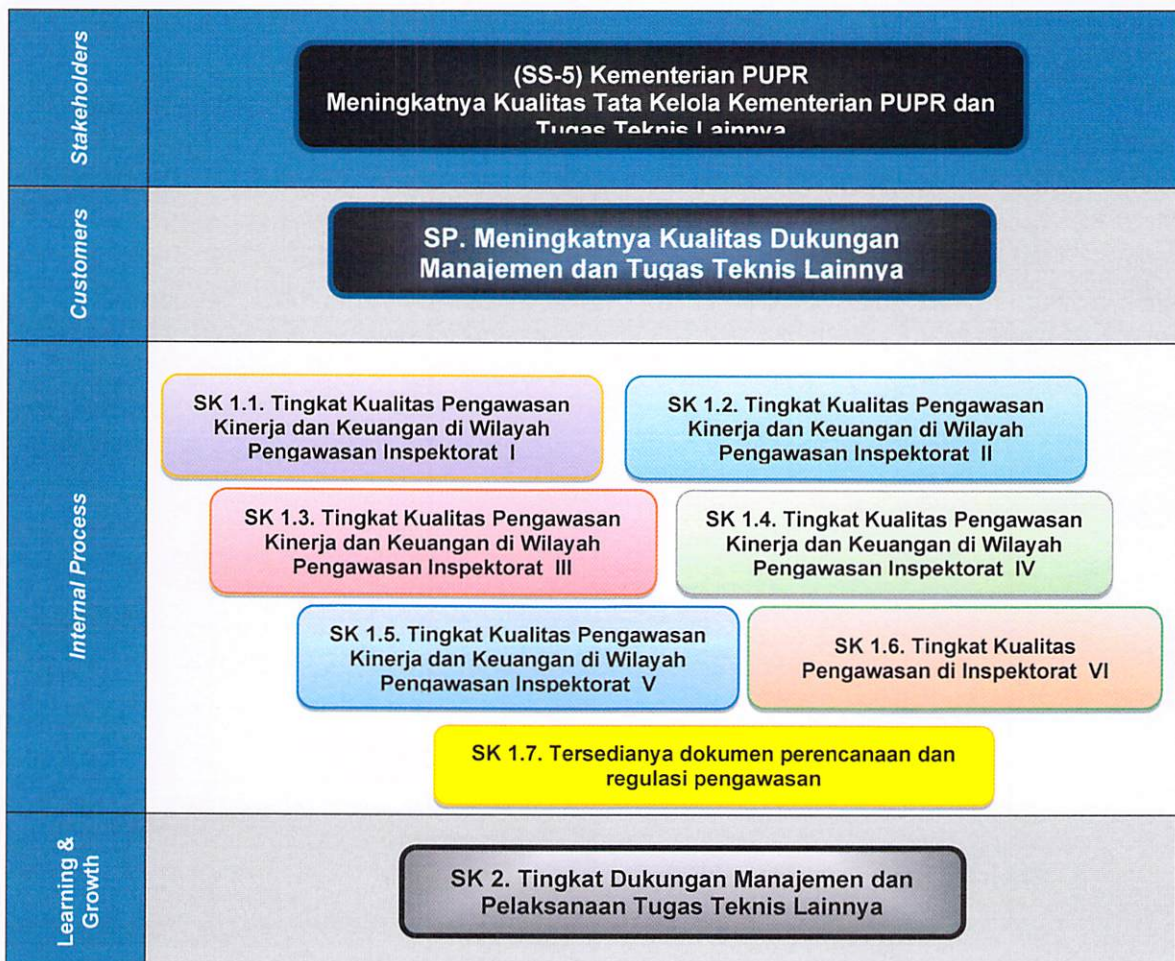 Stakeholders
(SS-5) Kementerian PUPR
Meningkatnya Kualitas Tata Kelola Kementerian PUPR dan
Tugas Teknis Lainnya
Customers
SP. Meningkatnya Kualitas Dukungan
Manajemen dan Tugas Teknis Lainnya
Internal Process
SK 1.1. Tingkat Kualitas Pengawasan
Kinerja dan Keuangan di Wilayah
Pengawasan Inspektorat I
SK 1.2. Tingkat Kualitas Pengawasan
Kinerja dan Keuangan di Wilayah
Pengawasan Inspektorat II
SK 1.3. Tingkat Kualitas Pengawasan
Kinerja dan Keuangan di Wilayah
Pengawasan Inspektorat III
SK 1.4. Tingkat Kualitas Pengawasan
Kinerja dan Keuangan di Wilayah
Pengawasan Inspektorat IV
SK 1.5. Tingkat Kualitas Pengawasan
Kinerja dan Keuangan di Wilayah
Pengawasan Inspektorat V
SK 1.6. Tingkat Kualitas
Pengawasan di Inspektorat VI
SK 1.7. Tersedianya dokumen perencanaan dan
regulasi pengawasan
Learning &
Growth
SK 2. Tingkat Dukungan Manajemen dan
Pelaksanaan Tugas Teknis Lainnya